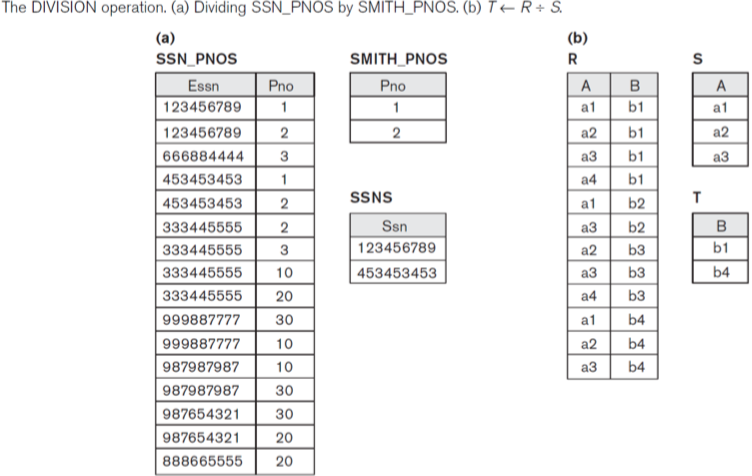 The DIVISION operation. (a) Dividing SSN_PNOS by SMITH_PNOS. (b) T ← R ÷ S.
(a)
SSN_PNOS
Essn Pno
123456789 1
123456789 2
666884444 3
453453453 1
453453453 2
333445555 2
333445555 3
333445555 10
333445555 20
999887777 30
999887777 10
987987987 10
987987987 30
987654321 30
987654321 20
888665555 20
SMITH_PNOS
Pno
1
2
SSNS
Ssn
123456789
453453453
(b)
R
A B
a1 b1
a2 b1
a3 b1
a4 b1
a1 b2
a3 b2
a2 b3
a3 b3
a4 b3
a1 b4
a2 b4
a3 b4
S
A
a1
a2
a3
T
B
b1
b4